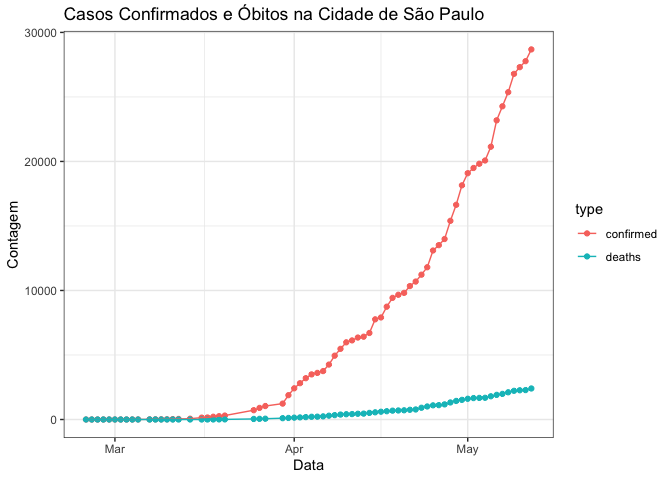 Casos Confirmados e Óbitos na Cidade de São Paulo
30000
20000
10000
0
Contagem
Mar
Apr
May
Data
type
confirmed
deaths